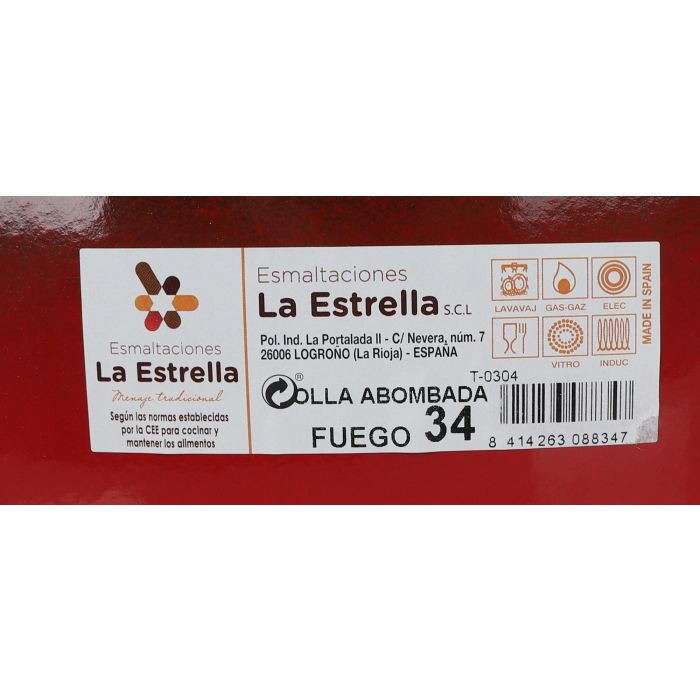 Esmaltaciones
La Estrella
Menaje tradicional
Según las normas establecidas
por la CEE para cocinar y
mantener los alimentos
Esmaltaciones
La Estrella S.C.L
Pol. Ind. La Portalada II - C/ Nevera, núm. 7
26006 LOGROÑO (La Rioja) - ESPAÑA
LAVAVAJ GAS-GAZ ELEC
VITRO INDUC
MADE IN SPAIN
T-0304
® OLLA ABOMBADA
FUEGO 34
8 414263 088347